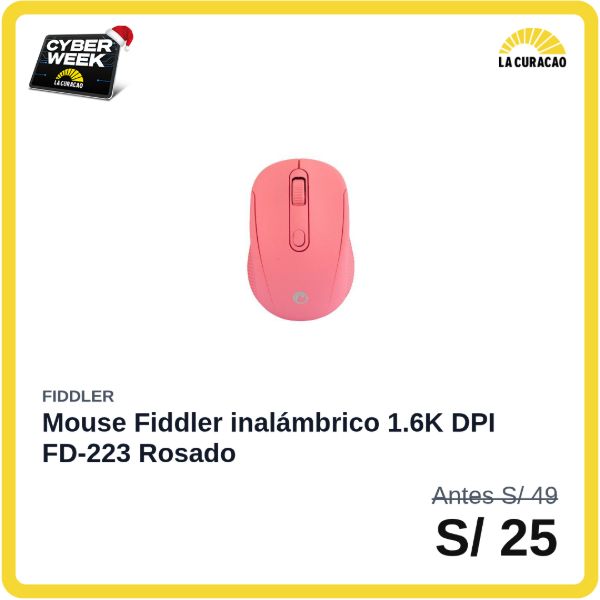 CYBER
WEEK
LA CURACAO
LA CURACAO
FIDDLER
Mouse Fiddler inalámbrico 1.6K DPI
FD-223 Rosado
Antes S/ 49
S/ 25